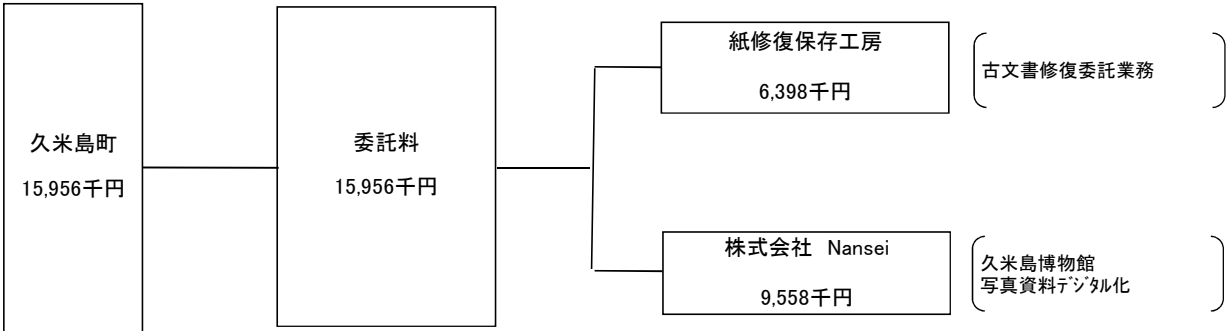 久米島町
15,956千円
委託料
15,956千円
紙修復保存工房
6,398千円
古文書修復委託業務
株式会社　Nansei
9,558千円
久米島博物館
写真資料ﾃﾞｼﾞﾀﾙ化